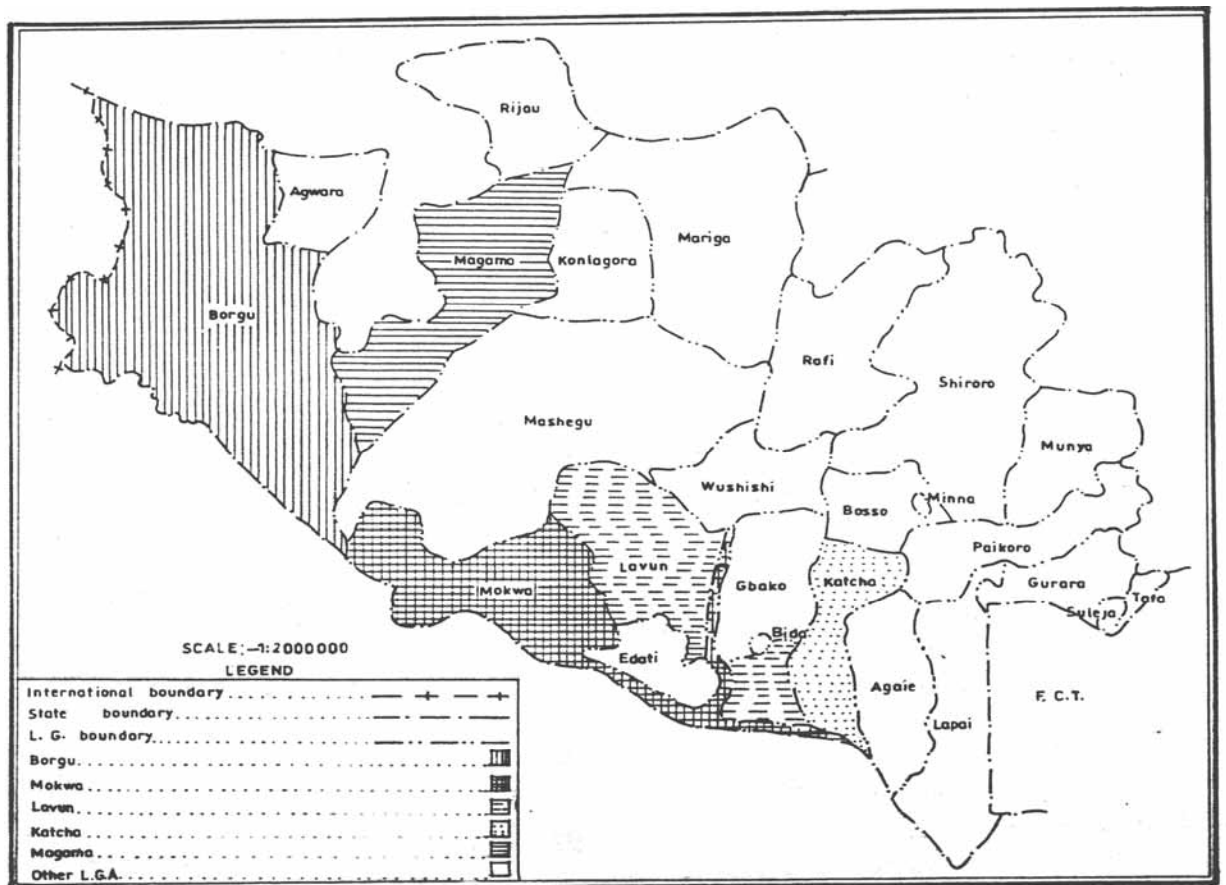 Rijau
Agwara
Mariga
Magama
Kontagora
Borgu
Rafi
Shiroro
Mashegu
Munya
Wushishi
Bosso
Minna
Paikoro
Lavun
Gbako
Katcha
Mokwa
Gurara
Tafa
Suleja
Bida
Edati
Agaie
Lapai
F. C. T.
SCALE:-1:2000000
LEGEND
International boundary
State boundary
L. G. boundary
Borgu
Mokwa
Lavun
Katcha
Magama
Other L.G.A.